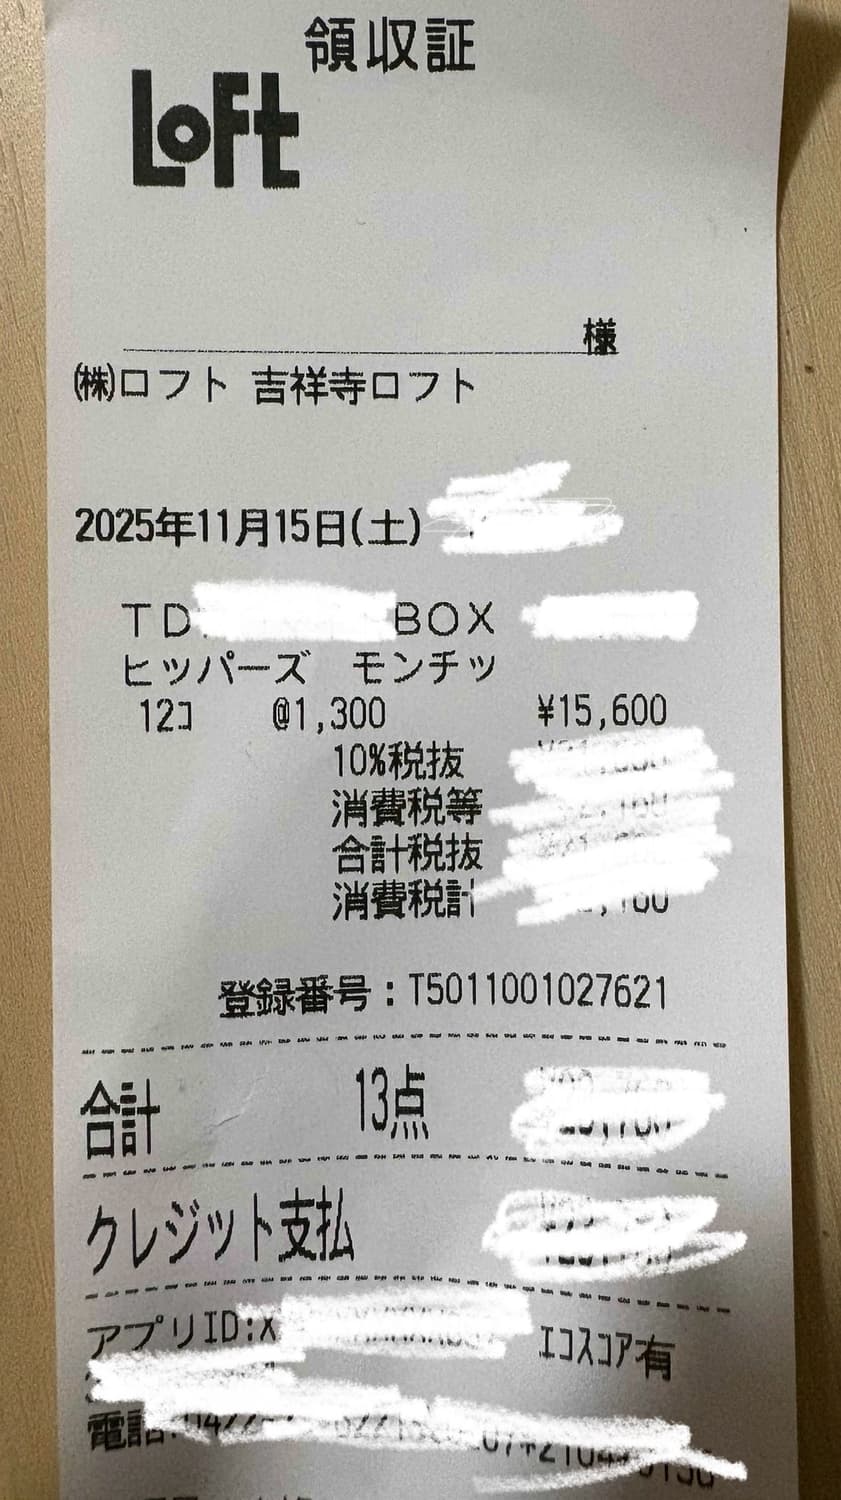 領収証
LOFT
様
㈱ロフト 吉祥寺ロフト
2025年11月15日(土)
TD BOX
ヒッパーズ モンチッ
12コ @1,300 ¥15,600
10%税抜
消費税等
合計税抜
消費税計
登録番号:T5011001027621
合計 13点
クレジット支払
アプリID:X エコスコア有
電話: